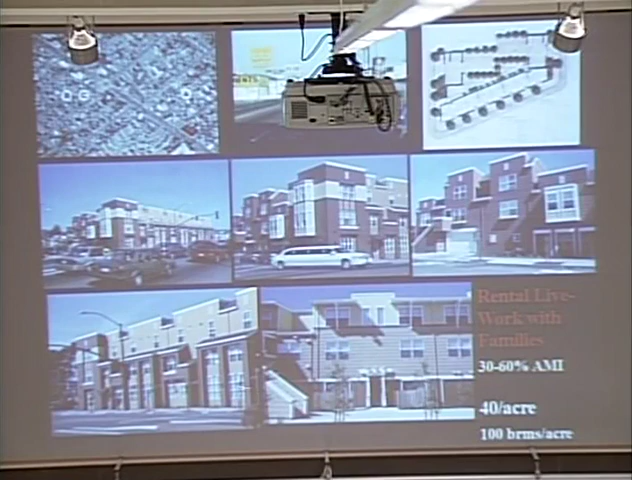 Rental Live-
Work with
Families
30-60% AMI
40/acre
100 brms/acre